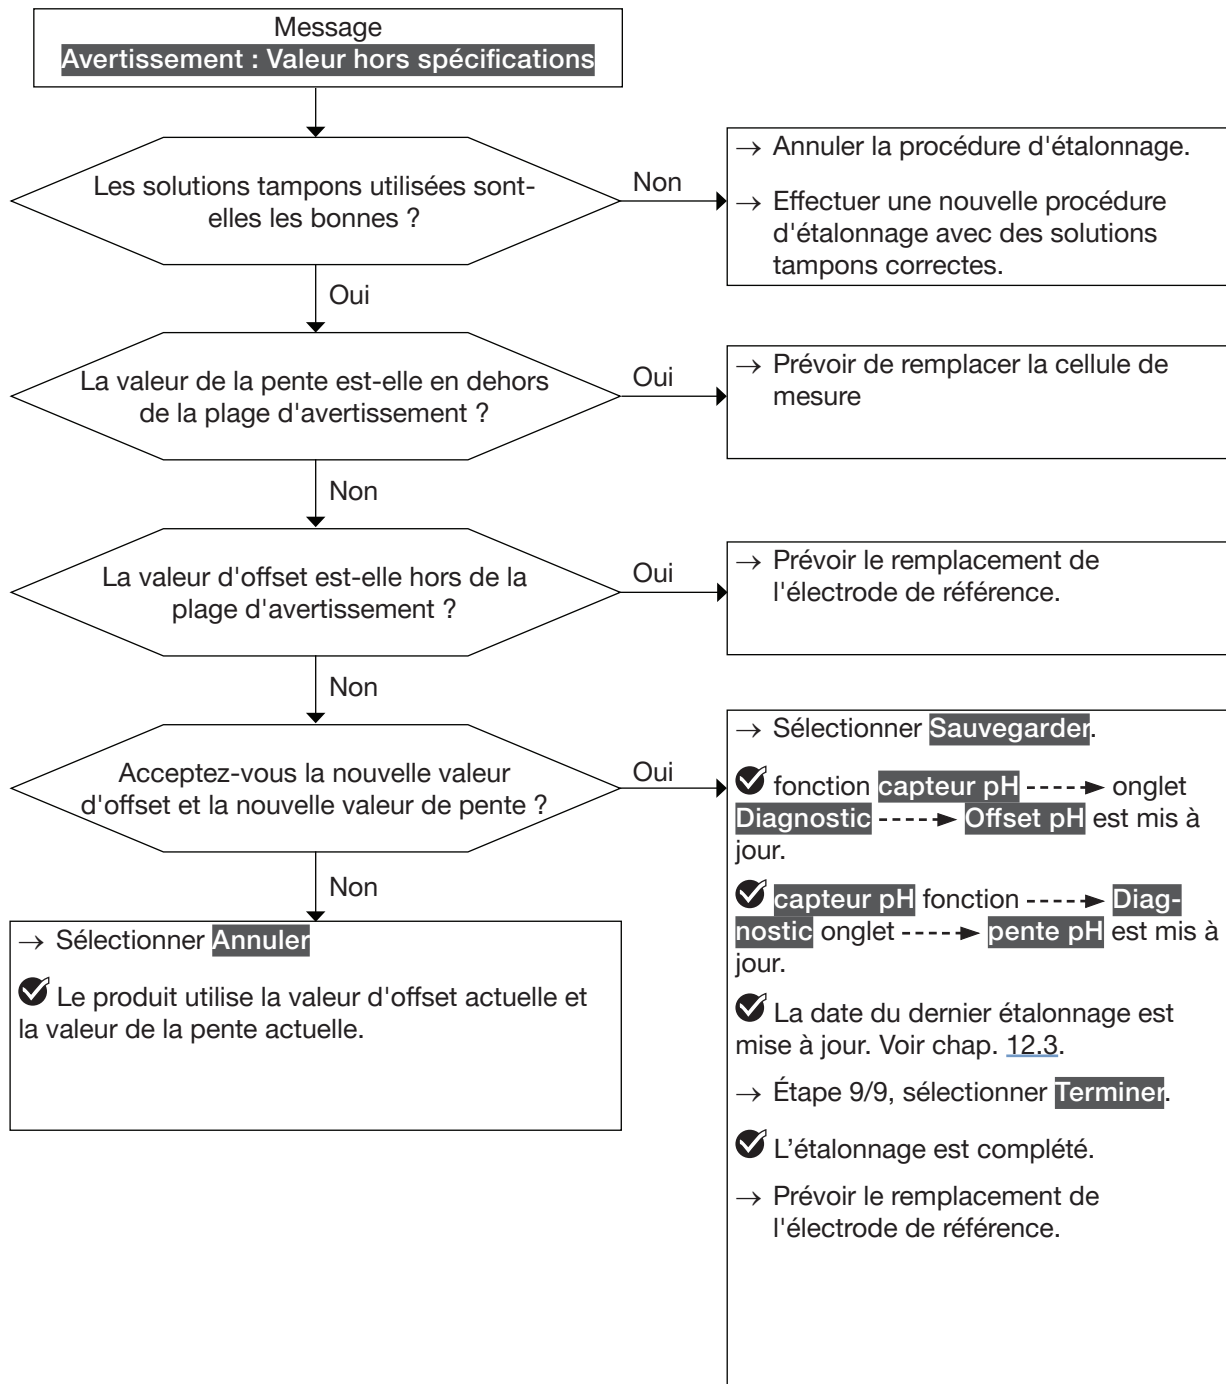 Message
Avertissement : Valeur hors spécifications
Les solutions tampons utilisées sont-
elles les bonnes ?
Non
→ Annuler la procédure d'étalonnage.
→ Effectuer une nouvelle procédure
d'étalonnage avec des solutions
tampons correctes.
Oui
La valeur de la pente est-elle en dehors
de la plage d'avertissement ?
Oui
→ Prévoir de remplacer la cellule de
mesure
Non
La valeur d'offset est-elle hors de la
plage d'avertissement ?
Oui
→ Prévoir le remplacement de
l'électrode de référence.
Non
Acceptez-vous la nouvelle valeur
d'offset et la nouvelle valeur de pente ?
Oui
→ Sélectionner Sauvegarder.
fonction capteur pH onglet
Diagnostic Offset pH est mis à
jour.
capteur pH fonction Diag-
nostic onglet pente pH est mis à
jour.
La date du dernier étalonnage est
mise à jour. Voir chap. 12.3.
→ Étape 9/9, sélectionner Terminer.
L'étalonnage est complété.
→ Prévoir le remplacement de
l'électrode de référence.
Non
→ Sélectionner Annuler
Le produit utilise la valeur d'offset actuelle et
la valeur de la pente actuelle.